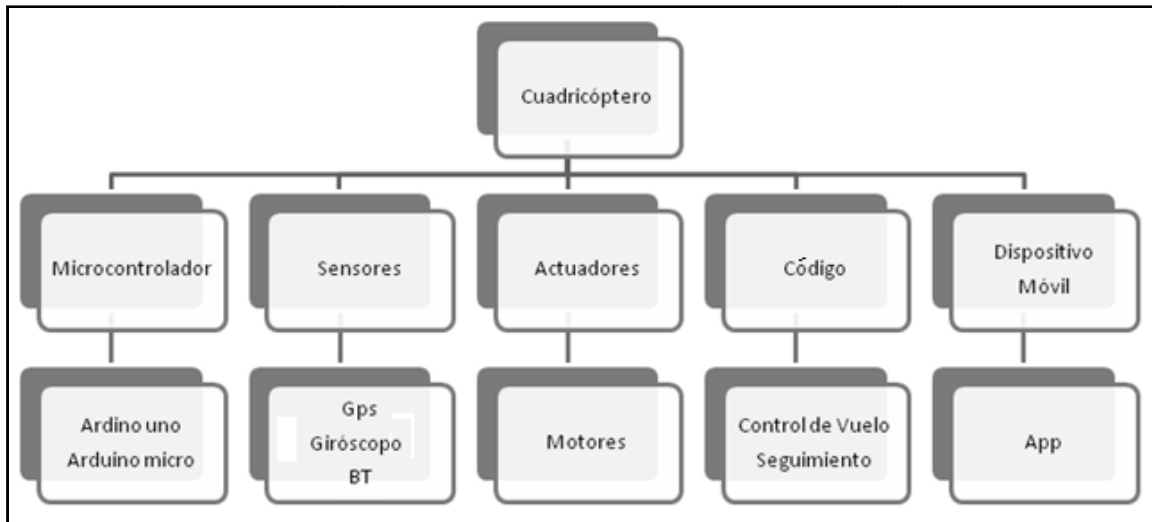 Cuadricóptero
Microcontrolador
Sensores
Actuadores
Código
Dispositivo
Móvil
Ardino uno
Arduino micro
Gps
Giróscopo
BT
Motores
Control de Vuelo
Seguimiento
App